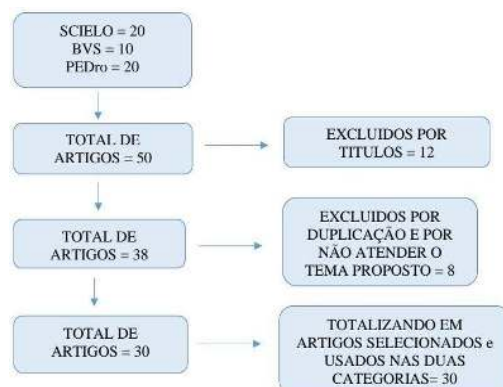 SCIELO = 20
BVS = 10
PEDro = 20
TOTAL DE
ARTIGOS = 50
EXCLUIDOS POR
TITULOS = 12
TOTAL DE
ARTIGOS = 38
EXCLUIDOS POR
DUPLICAÇÃO E POR
NÃO ATENDER O
TEMA PROPOSTO = 8
TOTAL DE
ARTIGOS = 30
TOTALIZANDO EM
ARTIGOS SELECIONADOS e
USADOS NAS DUAS
CATEGORIAS= 30